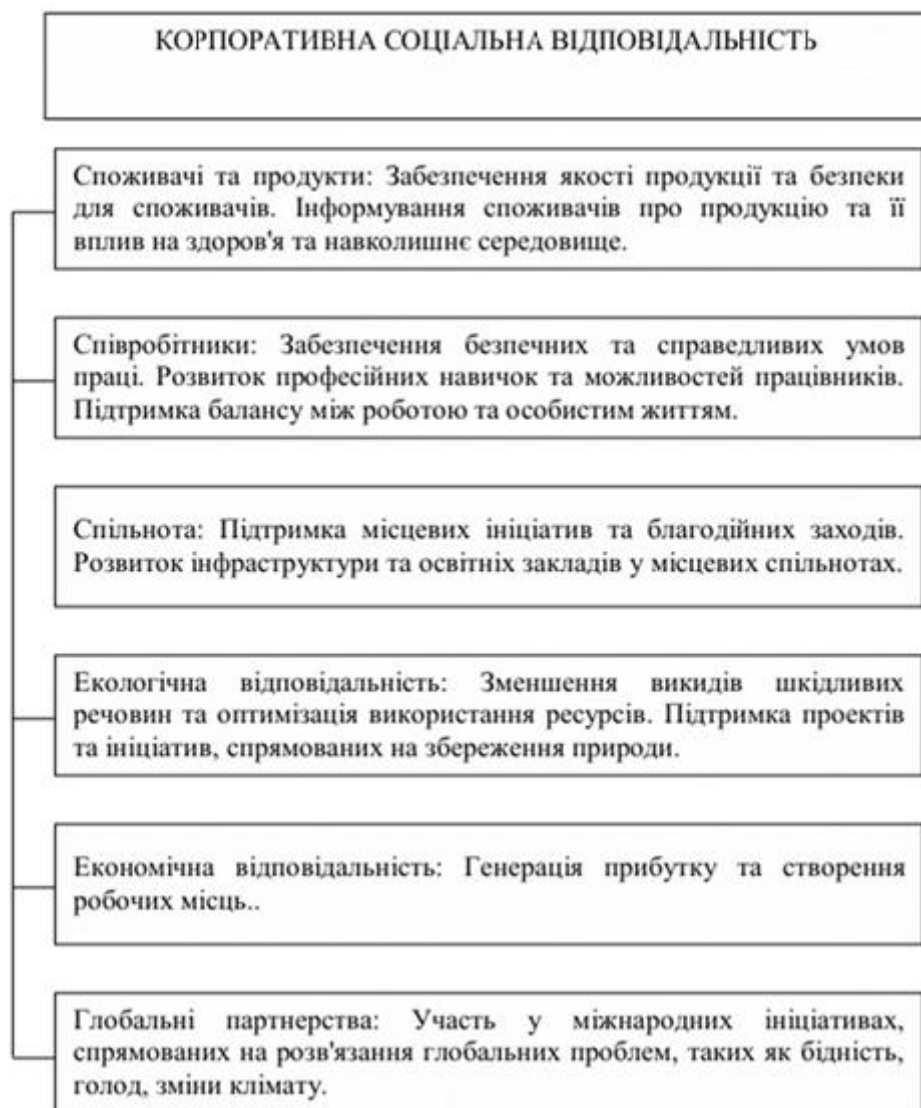 КОРПОРАТИВНА СОЦІАЛЬНА ВІДПОВІДАЛЬНІСТЬ
Споживачі та продукти: Забезпечення якості продукції та безпеки
для споживачів. Інформування споживачів про продукцію та її
вплив на здоров'я та навколишнє середовище.
Співробітники: Забезпечення безпечних та справедливих умов
праці. Розвиток професійних навичок та можливостей працівників.
Підтримка балансу між роботою та особистим життям.
Спільнота: Підтримка місцевих ініціатив та благодійних заходів.
Розвиток інфраструктури та освітніх закладів у місцевих спільнотах.
Екологічна відповідальність: Зменшення викидів шкідливих
речовин та оптимізація використання ресурсів. Підтримка проектів
та ініціатив, спрямованих на збереження природи.
Економічна відповідальність: Генерація прибутку та створення
робочих місць..
Глобальні партнерства: Участь у міжнародних ініціативах,
спрямованих на розв'язання глобальних проблем, таких як бідність,
голод, зміни клімату.